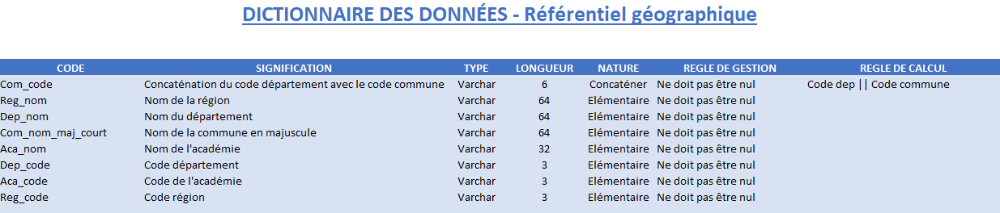 DICTIONNAIRE DES DONNÉES - Référentiel géographique
CODE SIGNIFICATION TYPE LONGUEUR NATURE REGLE DE GESTION REGLE DE CALCUL
Com_code Concaténation du code département avec le code commune Varchar 6 Concaténer Ne doit pas être nul Code dep || Code commune
Reg_nom Nom de la région Varchar 64 Elémentaire Ne doit pas être nul
Dep_nom Nom du département Varchar 64 Elémentaire Ne doit pas être nul
Com_nom_maj_court Nom de la commune en majuscule Varchar 64 Elémentaire Ne doit pas être nul
Aca_nom Nom de l'académie Varchar 32 Elémentaire Ne doit pas être nul
Dep_code Code département Varchar 3 Elémentaire Ne doit pas être nul
Aca_code Code de l'académie Varchar 3 Elémentaire Ne doit pas être nul
Reg_code Code région Varchar 3 Elémentaire Ne doit pas être nul